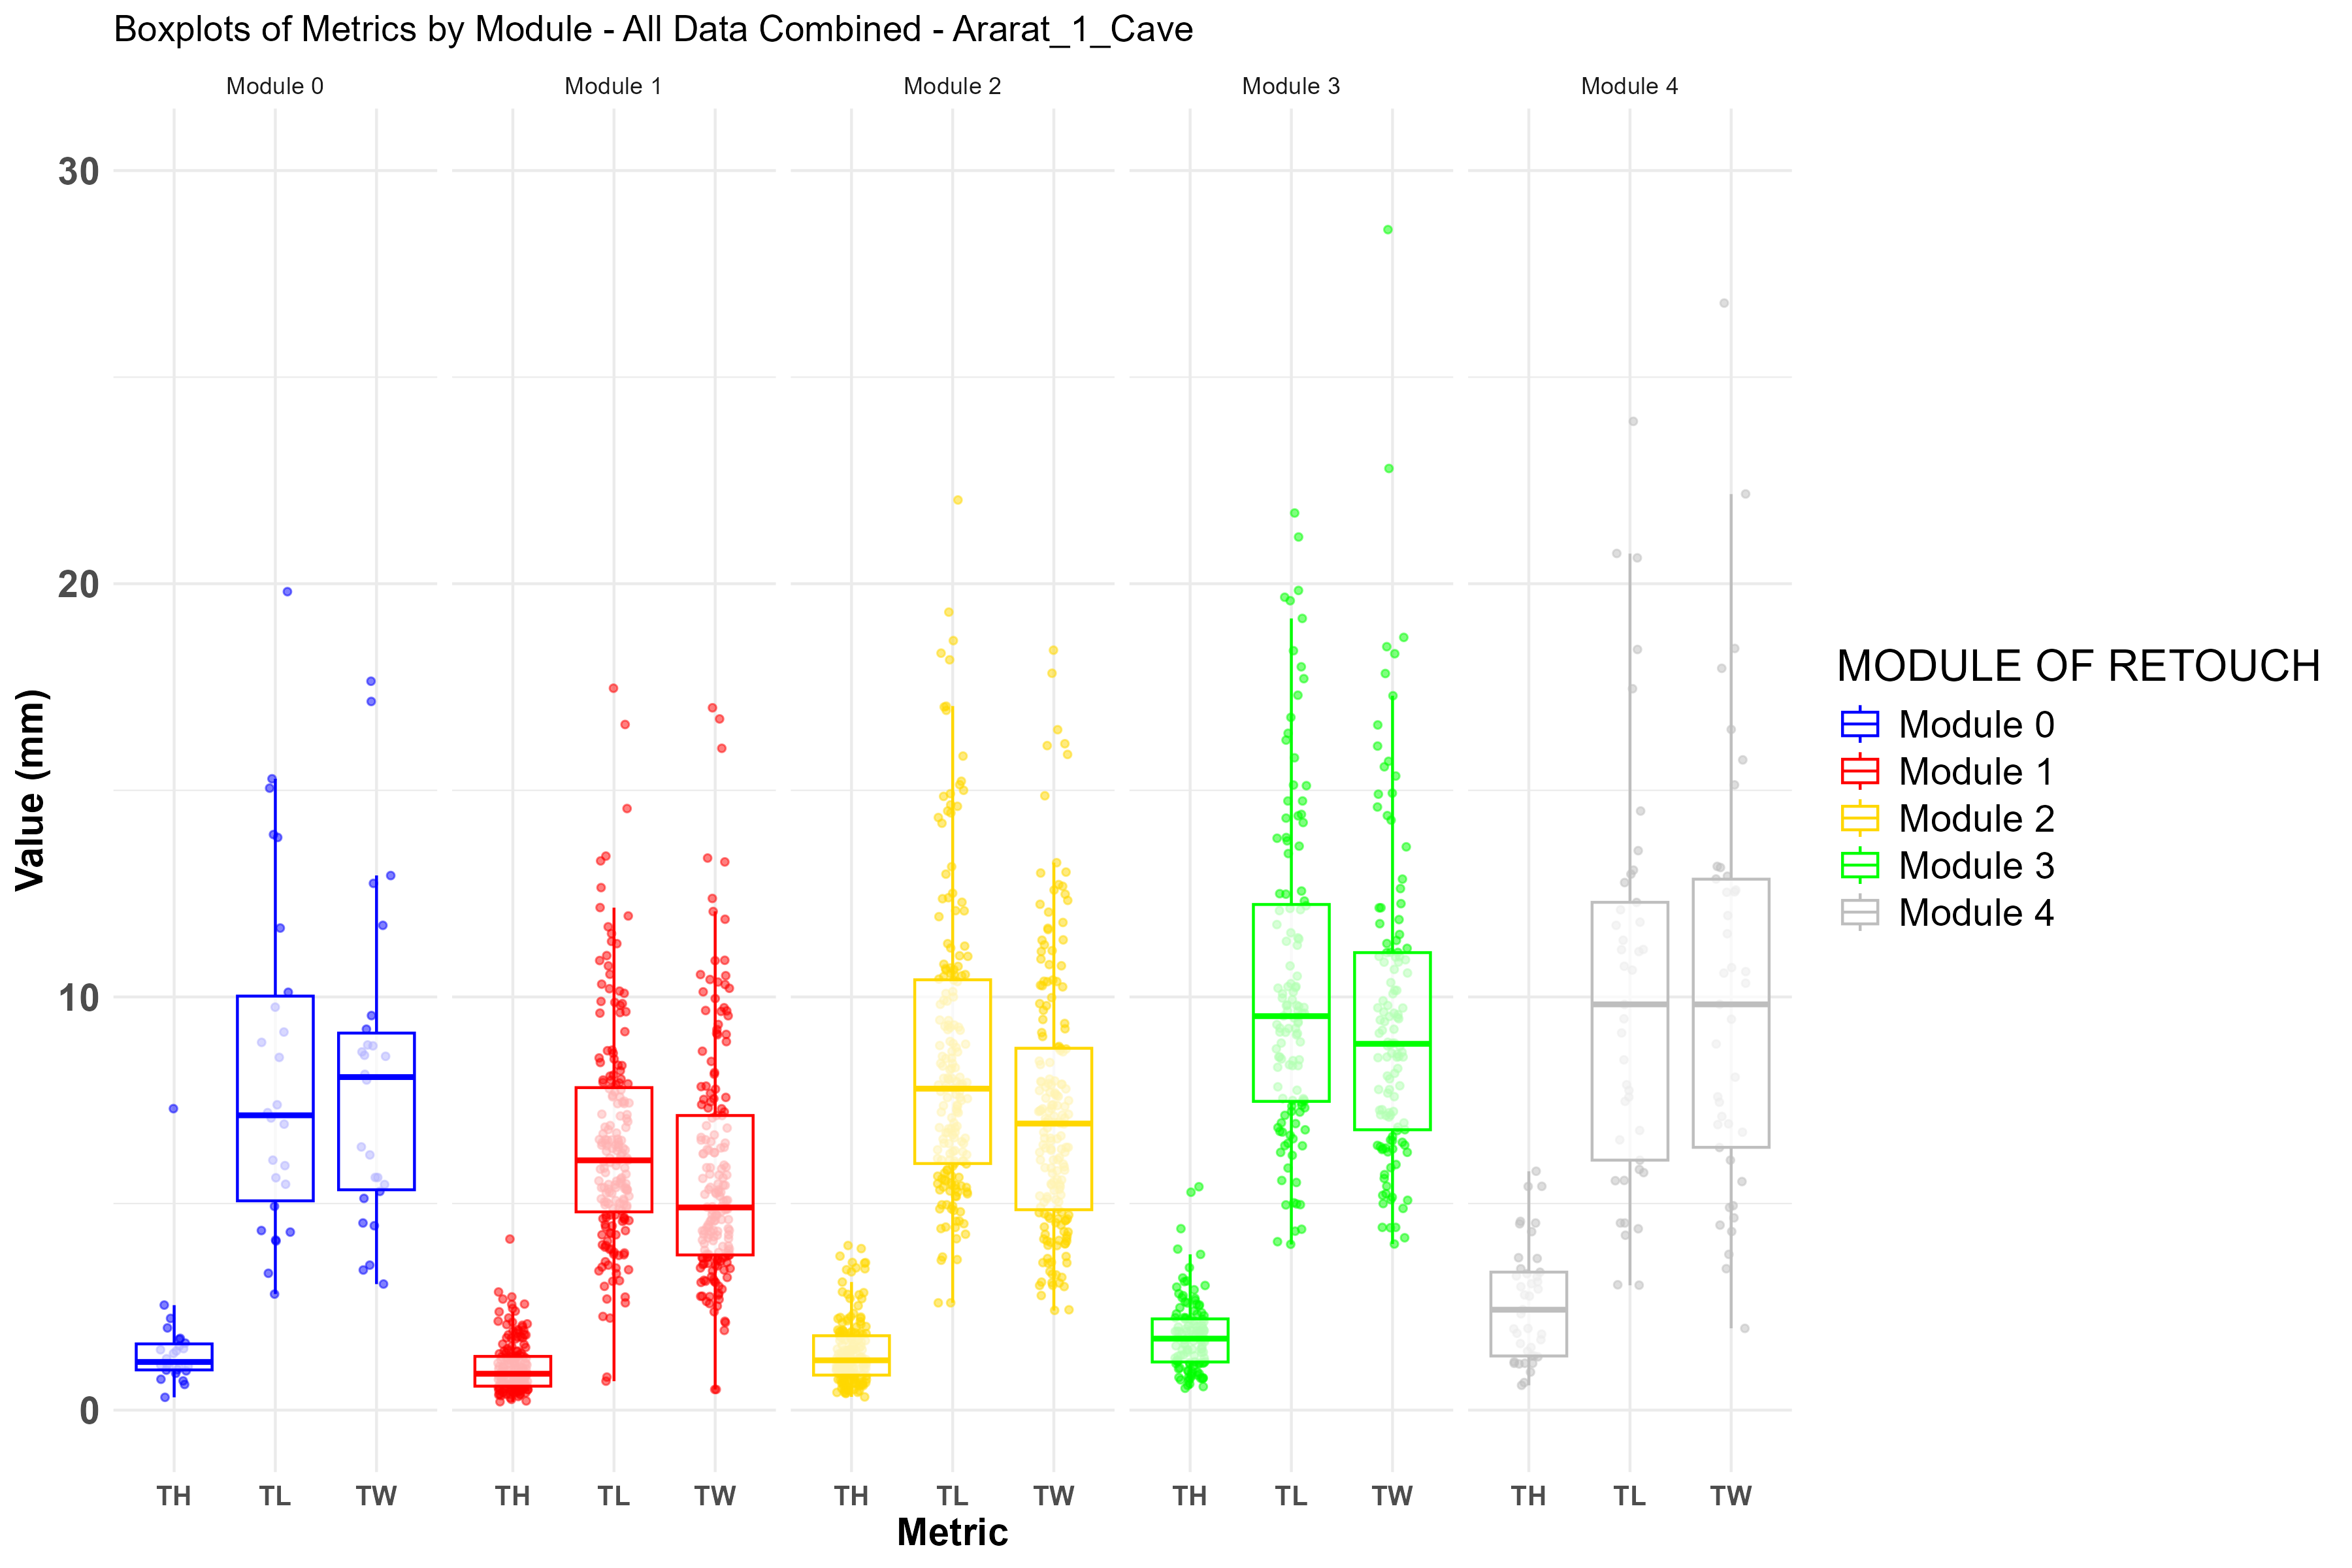 Boxplots of Metrics by Module - All Data Combined - Ararat_1_Cave
Module 0 Module 1 Module 2 Module 3 Module 4
30
20
10
0
Value (mm)
TH TL TW TH TL TW TH TL TW TH TL TW TH TL TW
Metric
MODULE OF RETOUCH
Module 0
Module 1
Module 2
Module 3
Module 4